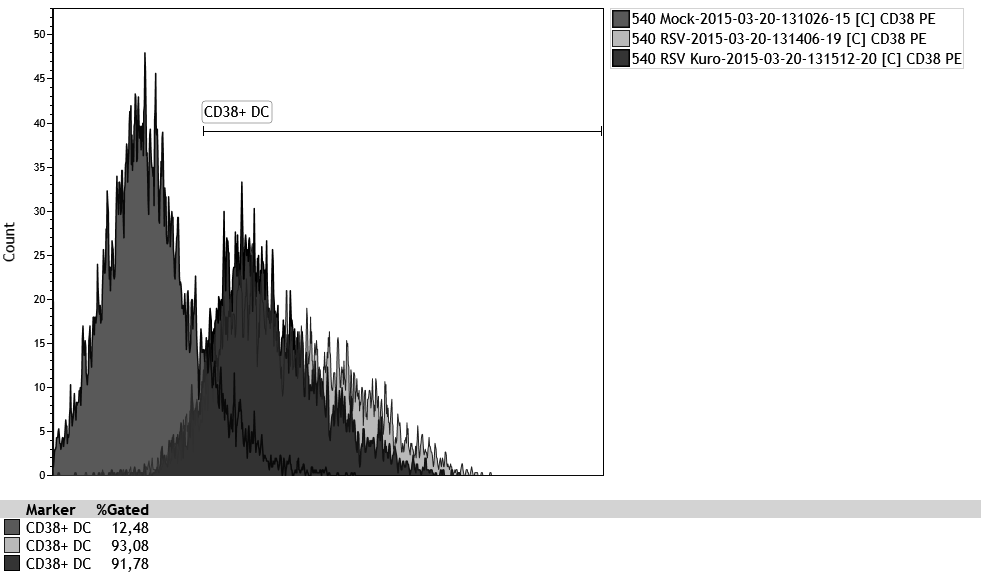 540 Mock-2015-03-20-131026-15 [C] CD38 PE
540 RSV-2015-03-20-131406-19 [C] CD38 PE
540 RSV Kuro-2015-03-20-131512-20 [C] CD38 PE
50
45
CD38+ DC
40
35
30
Count
25
20
15
10
5
0
Marker %Gated
CD38+ DC 12,48
CD38+ DC 93,08
CD38+ DC 91,78